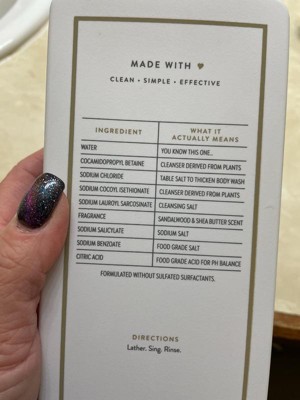 MADE WITH ♥
CLEAN • SIMPLE • EFFECTIVE
INGREDIENT WHAT IT
ACTUALLY MEANS
WATER YOU KNOW THIS ONE...
COCAMIDOPROPYL BETAINE CLEANSER DERIVED FROM PLANTS
SODIUM CHLORIDE TABLE SALT TO THICKEN BODY WASH
SODIUM COCOYL ISETHIONATE CLEANSER DERIVED FROM PLANTS
SODIUM LAUROYL SARCOSINATE CLEANSING SALT
FRAGRANCE SANDALWOOD & SHEA BUTTER SCENT
SODIUM SALICYLATE SODIUM SALT
SODIUM BENZOATE FOOD GRADE SALT
CITRIC ACID FOOD GRADE ACID FOR PH BALANCE
FORMULATED WITHOUT SULFATED SURFACTANTS.
DIRECTIONS
Lather. Sing. Rinse.